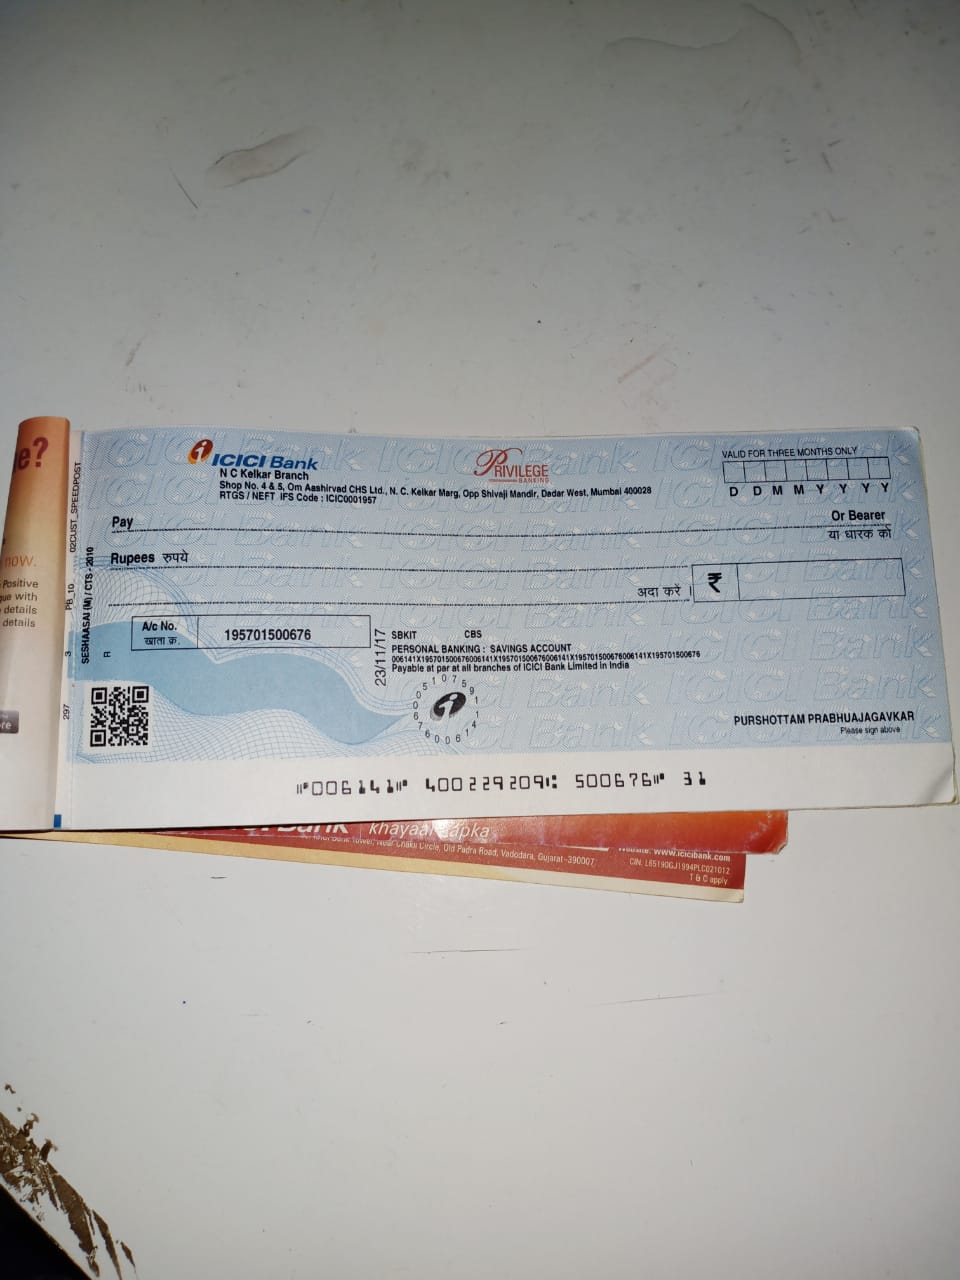 e?
now.
Positive
ue with
details
details
re
02CUST_SPEEDPOST
PB_10
3
297
SESHAASAI (M) / CTS - 2010
R
i ICICI Bank
PRIVILEGE
BANKING
N C Kelkar Branch
Shop No. 4 & 5, Om Aashirvad CHS Ltd., N. C. Kelkar Marg, Opp Shivaji Mandir, Dadar West, Mumbai 400028
RTGS / NEFT IFS Code : ICIC0001957
VALID FOR THREE MONTHS ONLY
D D M M Y Y Y Y
Pay
Or Bearer
या धारक को
Rupees रुपये
अदा करें ।
₹
A/c No.
खाता क्र.
195701500676
23/11/17
SBKIT CBS
PERSONAL BANKING : SAVINGS ACCOUNT
006141X195701500676006141X195701500676006141X195701500676006141X195701500676
Payable at par at all branches of ICICI Bank Limited in India
PURSHOTTAM PRABHUAJAGAVKAR
Please sign above
⑈006141⑈ 400229209⑆ 500676⑈ 31
Bank khayaal aapka
Bank Tower, Near Chakli Circle, Old Padra Road, Vadodara, Gujarat-390007
Website: www.icicibank.com
CIN. L65190GJ1994PLC021012
T & C apply